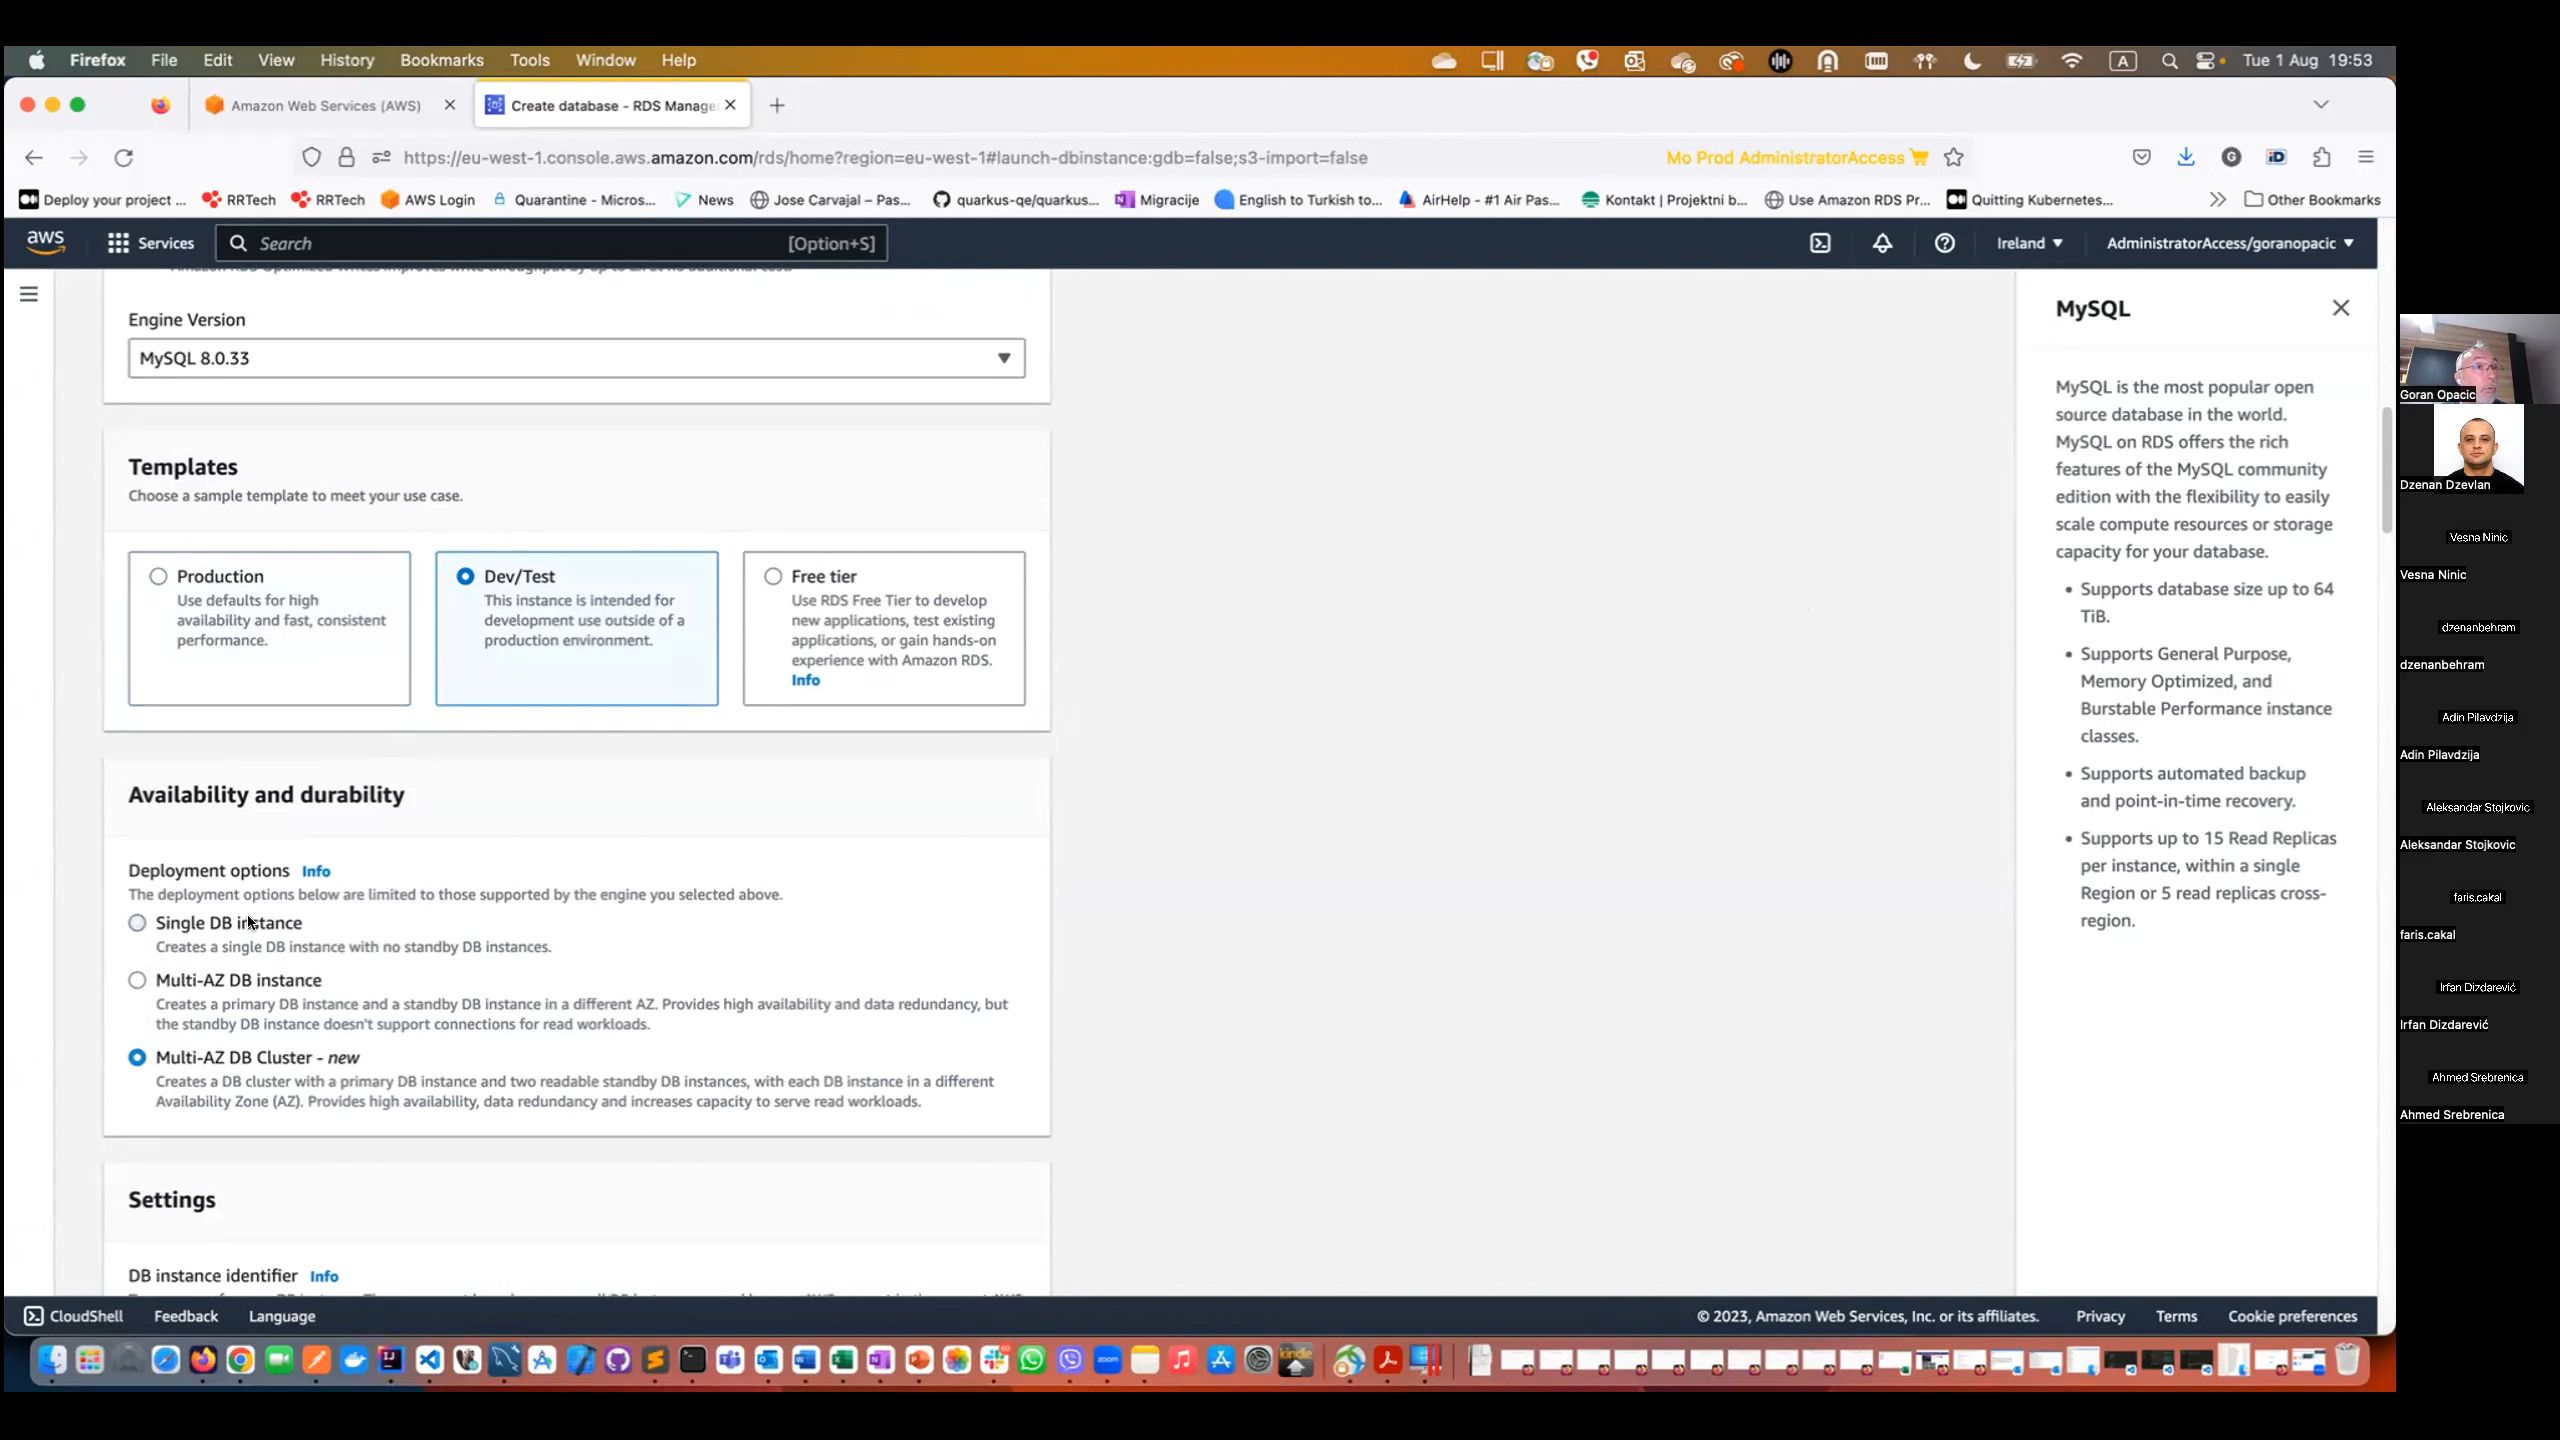 Firefox File Edit View History Bookmarks Tools Window Help
A
Tue 1 Aug 19:53
Amazon Web Services (AWS)
Create database - RDS Manage
https://eu-west-1.console.aws.amazon.com/rds/home?region=eu-west-1#launch-dbinstance:gdb=false;s3-import=false
Mo Prod AdministratorAccess
Deploy your project ...
RRTech
RRTech
AWS Login
Quarantine - Micros...
News
Jose Carvajal – Pas...
quarkus-qe/quarkus...
Migracije
English to Turkish to...
AirHelp - #1 Air Pas...
Kontakt | Projektni b...
Use Amazon RDS Pr...
Quitting Kubernetes...
Other Bookmarks
aws
Services
Search
[Option+S]
Ireland
AdministratorAccess/goranopacic
Engine Version
MySQL 8.0.33
Templates
Choose a sample template to meet your use case.
Production
Use defaults for high
availability and fast, consistent
performance.
Dev/Test
This instance is intended for
development use outside of a
production environment.
Free tier
Use RDS Free Tier to develop
new applications, test existing
applications, or gain hands-on
experience with Amazon RDS.
Info
Availability and durability
Deployment options Info
The deployment options below are limited to those supported by the engine you selected above.
Single DB instance
Creates a single DB instance with no standby DB instances.
Multi-AZ DB instance
Creates a primary DB instance and a standby DB instance in a different AZ. Provides high availability and data redundancy, but
the standby DB instance doesn't support connections for read workloads.
Multi-AZ DB Cluster - new
Creates a DB cluster with a primary DB instance and two readable standby DB instances, with each DB instance in a different
Availability Zone (AZ). Provides high availability, data redundancy and increases capacity to serve read workloads.
Settings
DB instance identifier Info
MySQL
MySQL is the most popular open
source database in the world.
MySQL on RDS offers the rich
features of the MySQL community
edition with the flexibility to easily
scale compute resources or storage
capacity for your database.
• Supports database size up to 64
TiB.
• Supports General Purpose,
Memory Optimized, and
Burstable Performance instance
classes.
• Supports automated backup
and point-in-time recovery.
• Supports up to 15 Read Replicas
per instance, within a single
Region or 5 read replicas cross-
region.
CloudShell
Feedback
Language
© 2023, Amazon Web Services, Inc. or its affiliates.
Privacy
Terms
Cookie preferences
zoom
kindle
Goran Opacic
Dzenan Dzevlan
Vesna Ninic
Vesna Ninic
dzenanbehram
dzenanbehram
Adin Pilavdzija
Adin Pilavdzija
Aleksandar Stojkovic
Aleksandar Stojkovic
faris.cakal
faris.cakal
Irfan Dizdarević
Irfan Dizdarević
Ahmed Srebrenica
Ahmed Srebrenica